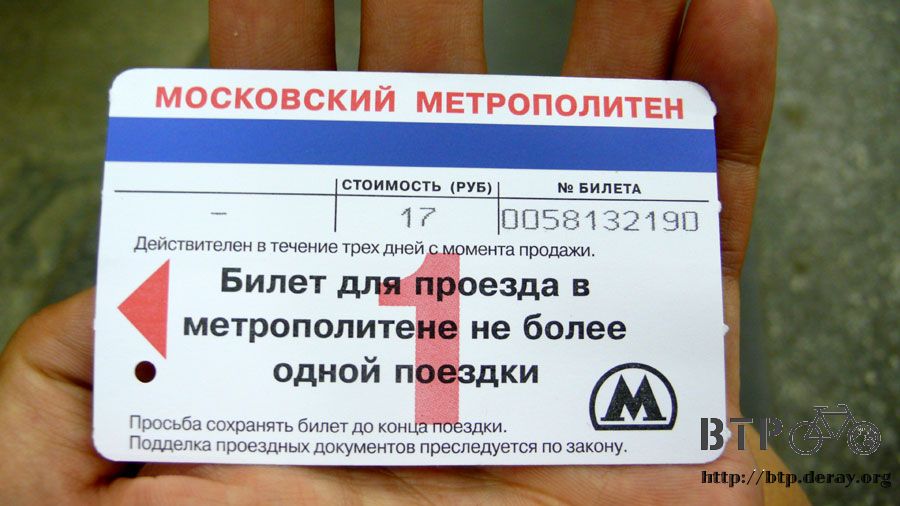 МОСКОВСКИЙ МЕТРОПОЛИТЕН
СТОИМОСТЬ (РУБ) № БИЛЕТА
– 17 0058132190
Действителен в течение трех дней с момента продажи.
1
Билет для проезда в
метрополитене не более
одной поездки
М
Просьба сохранять билет до конца поездки.
Подделка проездных документов преследуется по закону.
BTP
http://btp.deray.org